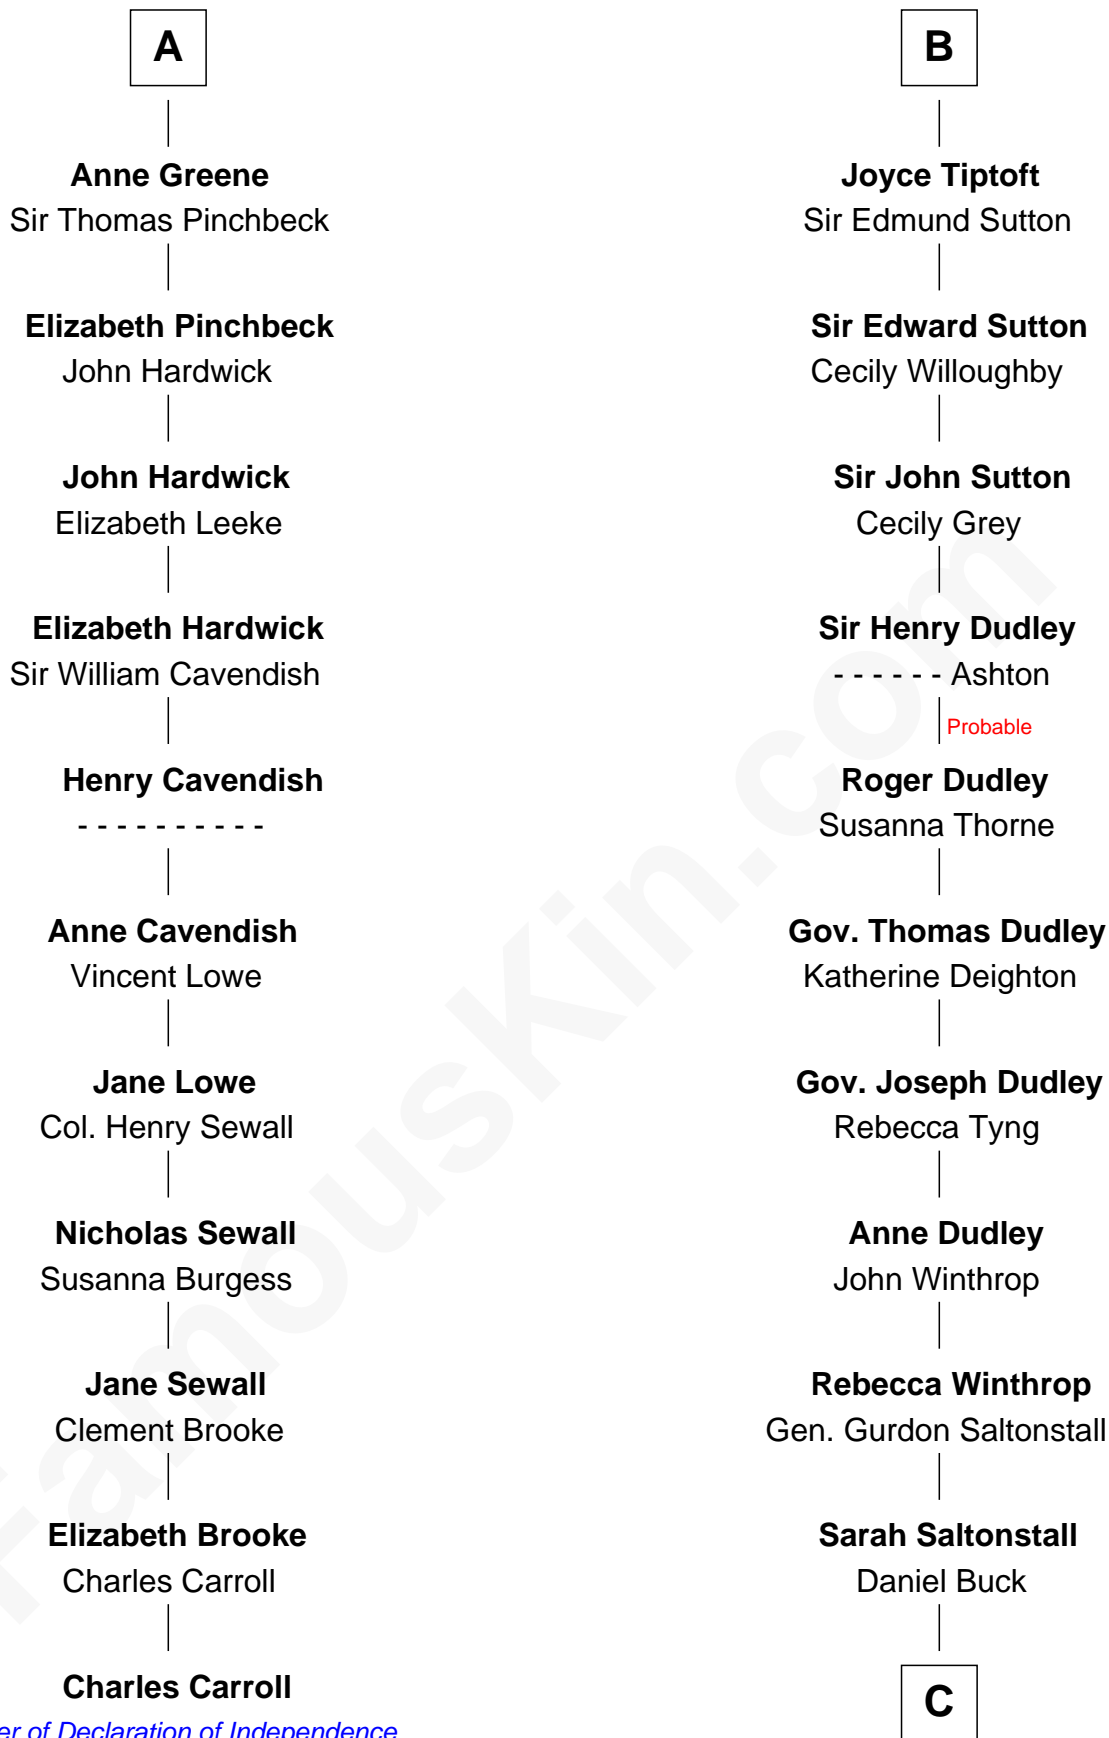 A
Anne Greene
Sir Thomas Pinchbeck
Elizabeth Pinchbeck
John Hardwick
John Hardwick
Elizabeth Leeke
Elizabeth Hardwick
Sir William Cavendish
Henry Cavendish
- - - - - - - - - -
Anne Cavendish
Vincent Lowe
Jane Lowe
Col. Henry Sewall
Nicholas Sewall
Susanna Burgess
Jane Sewall
Clement Brooke
Elizabeth Brooke
Charles Carroll
Charles Carroll
er of Declaration of Independence
B
Joyce Tiptoft
Sir Edmund Sutton
Sir Edward Sutton
Cecily Willoughby
Sir John Sutton
Cecily Grey
Sir Henry Dudley
- - - - - - Ashton
Probable
Roger Dudley
Susanna Thorne
Gov. Thomas Dudley
Katherine Deighton
Gov. Joseph Dudley
Rebecca Tyng
Anne Dudley
John Winthrop
Rebecca Winthrop
Gen. Gurdon Saltonstall
Sarah Saltonstall
Daniel Buck
C
FamousKin.com